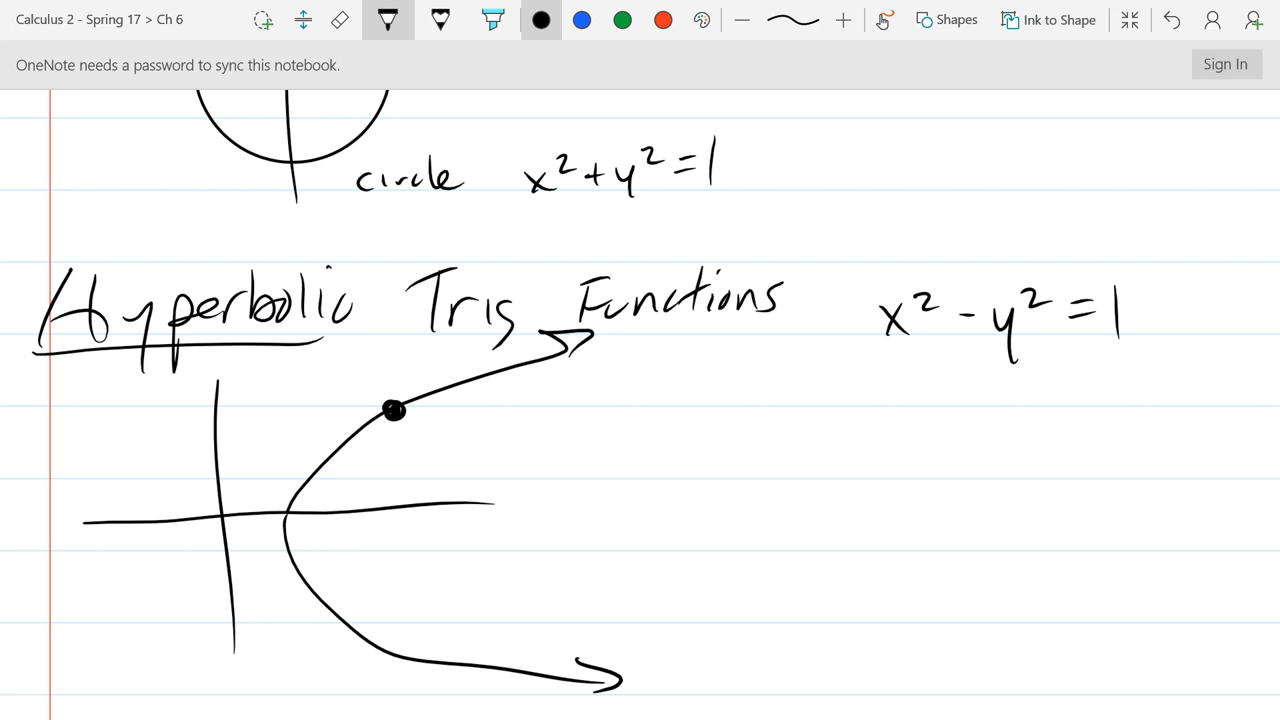 Calculus 2 - Spring 17 > Ch 6
Shapes
Ink to Shape
OneNote needs a password to sync this notebook.
Sign In
circle x²+y²=1
Hyperbolic Trig Functions x²-y²=1